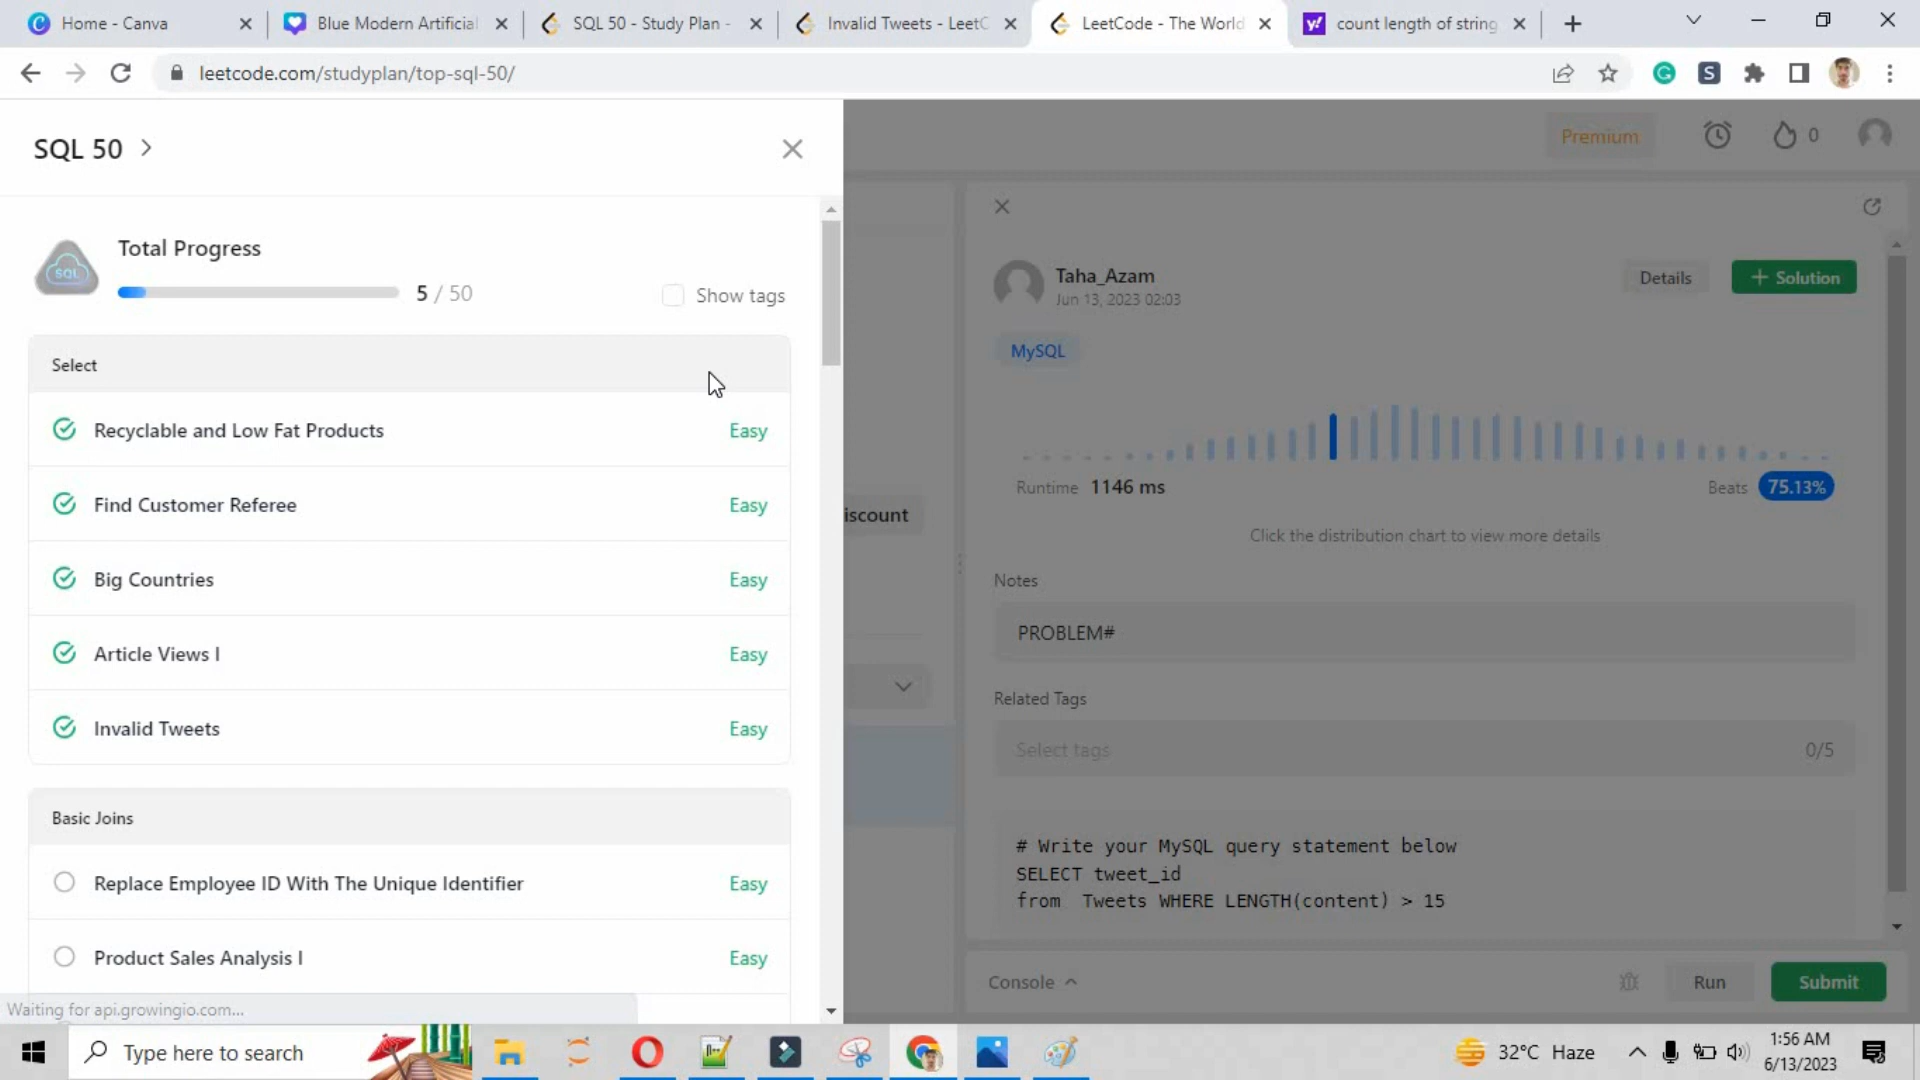 Home - Canva
Blue Modern Artificial
SQL 50 - Study Plan -
Invalid Tweets - LeetC
LeetCode - The World
y!
count length of string
leetcode.com/studyplan/top-sql-50/
SQL 50
Premium
0
Total Progress
SQL
5 / 50
Show tags
Taha_Azam
Jun 13, 2023 02:03
Details
+ Solution
MySQL
Select
Recyclable and Low Fat Products
Easy
Find Customer Referee
Easy
Big Countries
Easy
Article Views I
Easy
Invalid Tweets
Easy
Basic Joins
Replace Employee ID With The Unique Identifier
Easy
Product Sales Analysis I
Easy
iscount
Runtime 1146 ms
Beats 75.13%
Click the distribution chart to view more details
Notes
PROBLEM#
Related Tags
Select tags
0/5
# Write your MySQL query statement below
SELECT tweet_id
from  Tweets WHERE LENGTH(content) > 15
Console
Run
Submit
Waiting for api.growingio.com...
Type here to search
32°C Haze
1:56 AM
6/13/2023